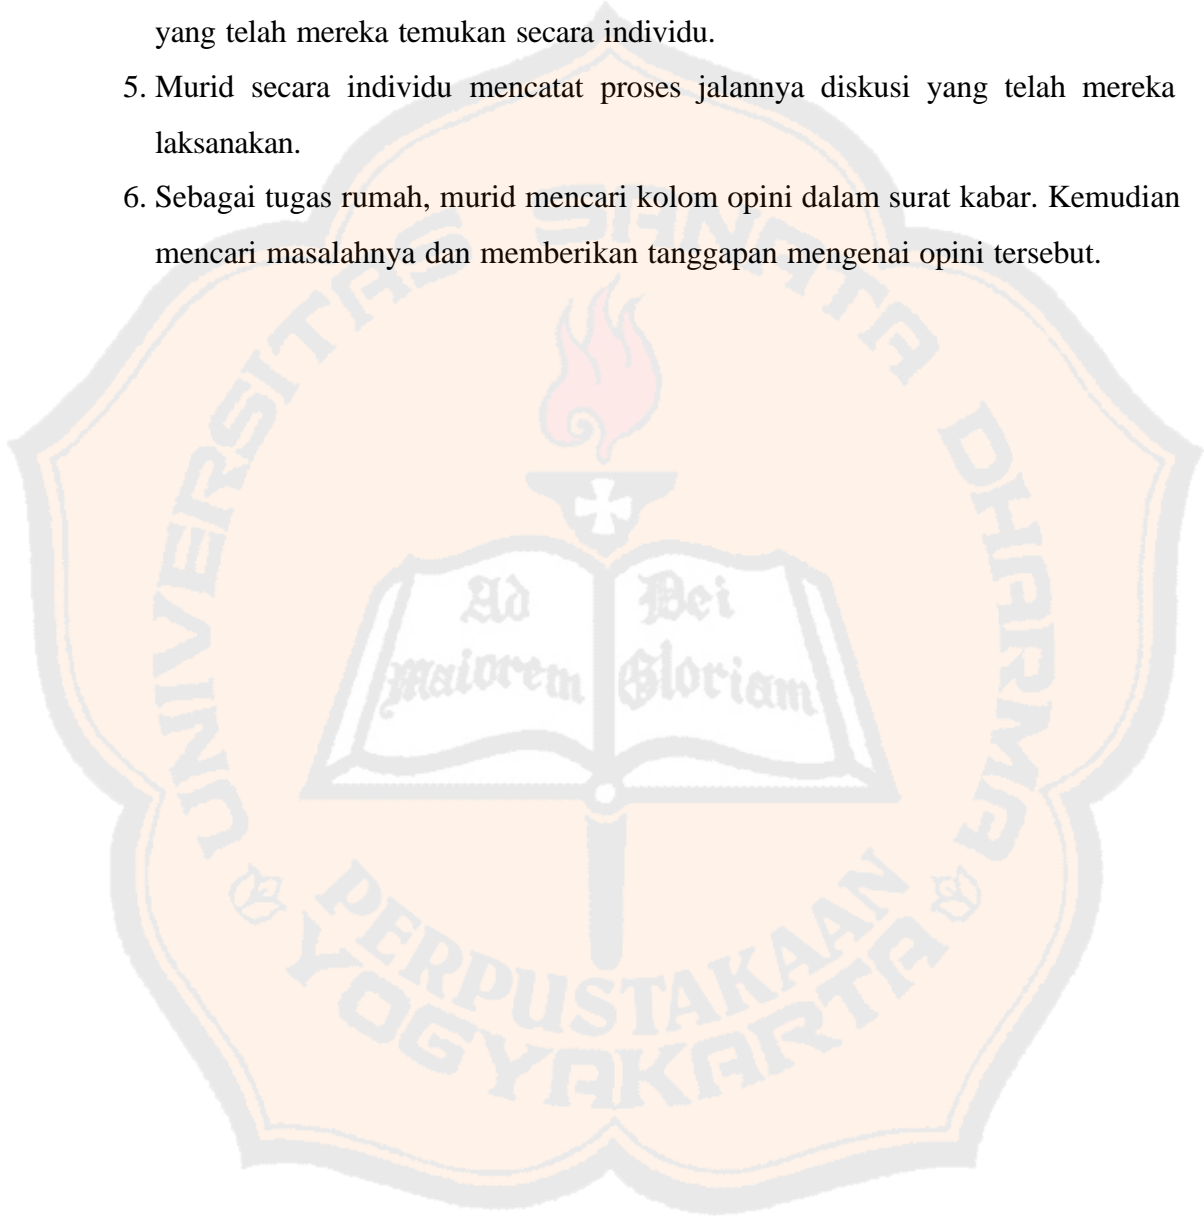 yang telah mereka temukan secara individu.
5. Murid secara individu mencatat proses jalannya diskusi yang telah mereka
laksanakan.
6. Sebagai tugas rumah, murid mencari kolom opini dalam surat kabar. Kemudian
mencari masalahnya dan memberikan tanggapan mengenai opini tersebut.
UNIVERSITAS SANATA DHARMA
Ad Dei
maiorem Gloriam
PERPUSTAKAAN
YOGYAKARTA